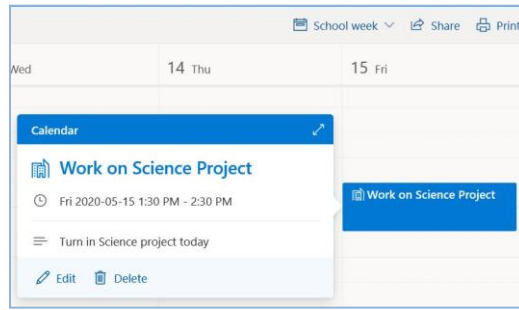 School week Share Print
Wed 14 Thu 15 Fri
Calendar
Work on Science Project
Fri 2020-05-15 1:30 PM - 2:30 PM
Turn in Science project today
Edit Delete
Work on Science Project